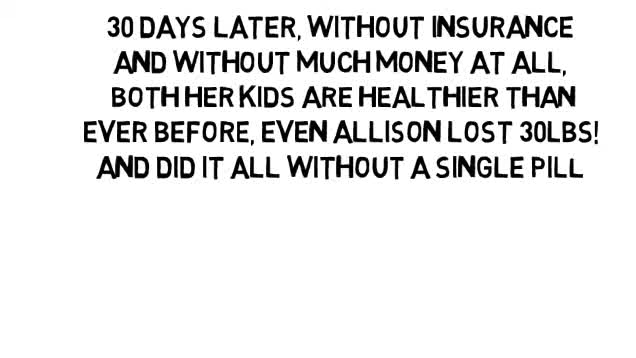 30 DAYS LATER, WITHOUT INSURANCE
AND WITHOUT MUCH MONEY AT ALL,
BOTH HER KIDS ARE HEALTHIER THAN
EVER BEFORE, EVEN ALLISON LOST 30LBS!
AND DID IT ALL WITHOUT A SINGLE PILL